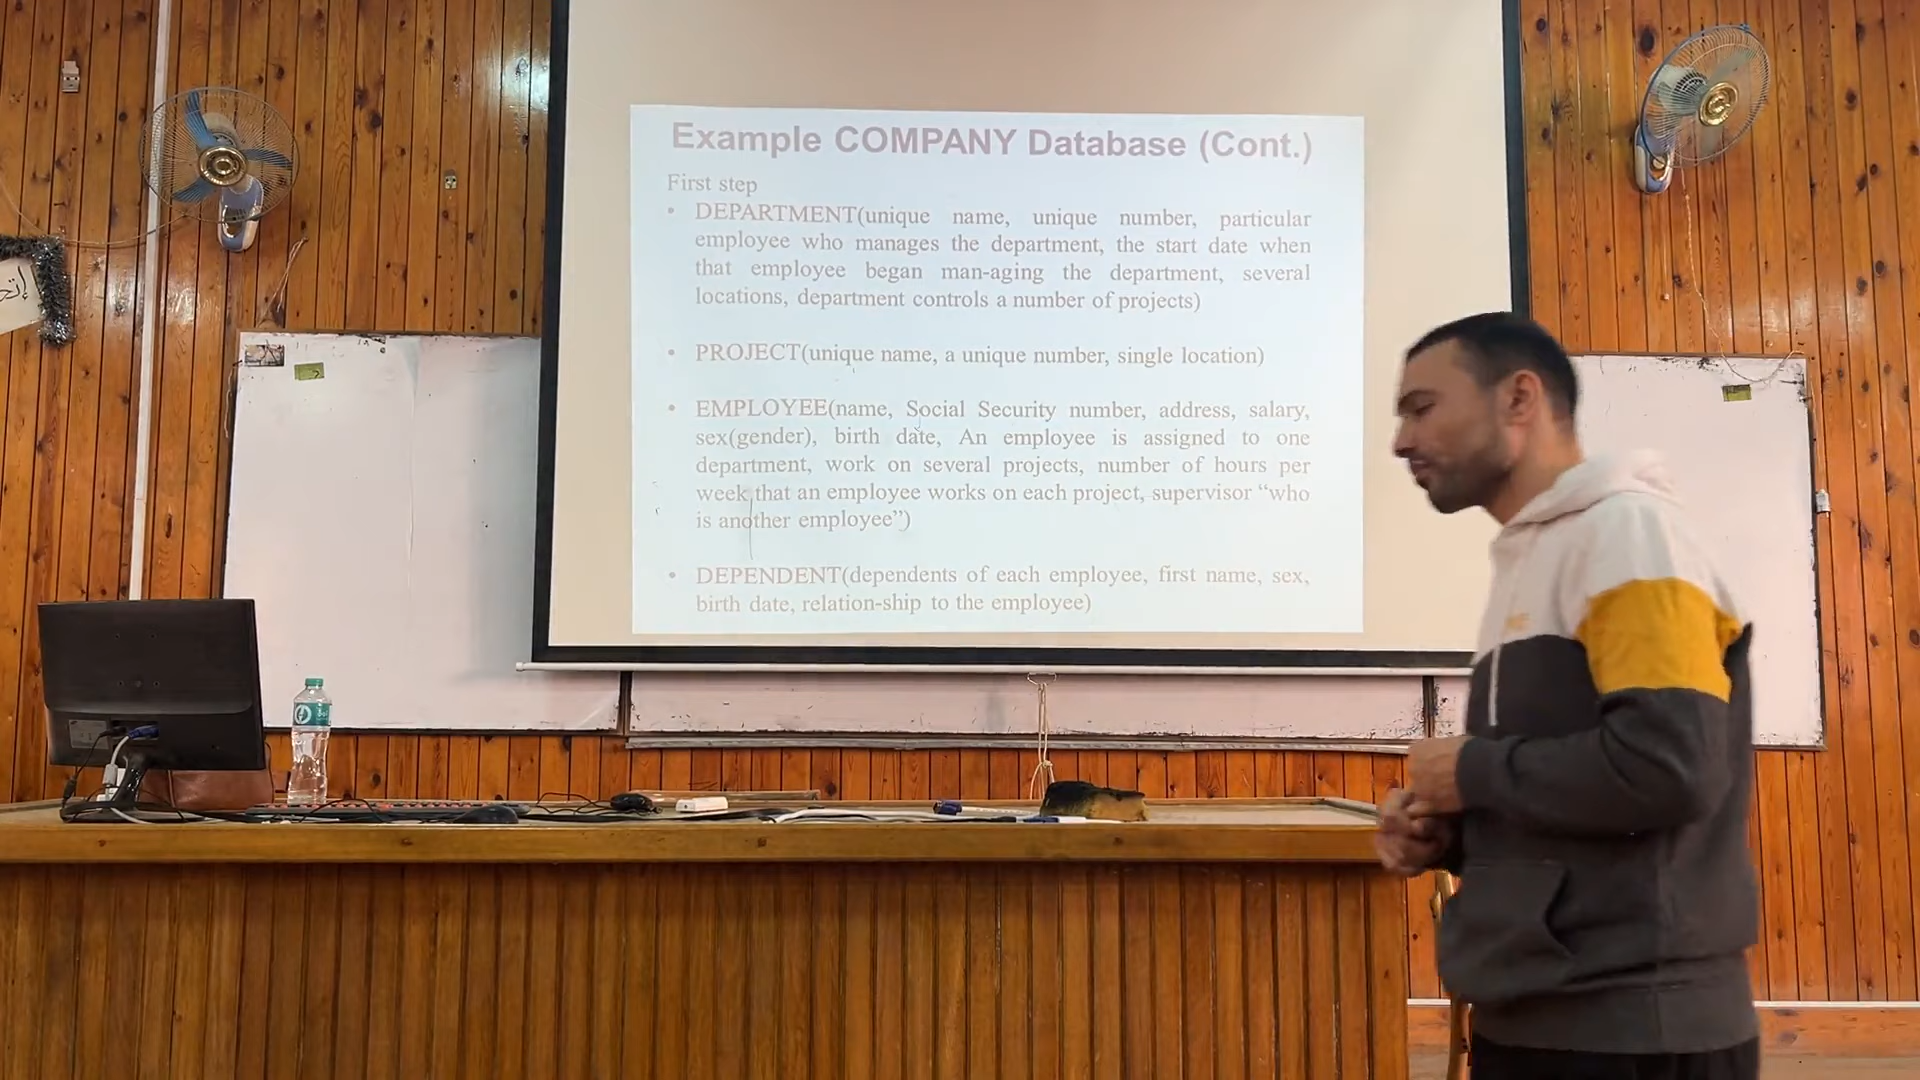 Example COMPANY Database (Cont.)
First step
• DEPARTMENT(unique name, unique number, particular
employee who manages the department, the start date when
that employee began man-aging the department, several
locations, department controls a number of projects)
• PROJECT(unique name, a unique number, single location)
• EMPLOYEE(name, Social Security number, address, salary,
sex(gender), birth date, An employee is assigned to one
department, work on several projects, number of hours per
week that an employee works on each project, supervisor “who
is another employee”)
• DEPENDENT(dependents of each employee, first name, sex,
birth date, relation-ship to the employee)